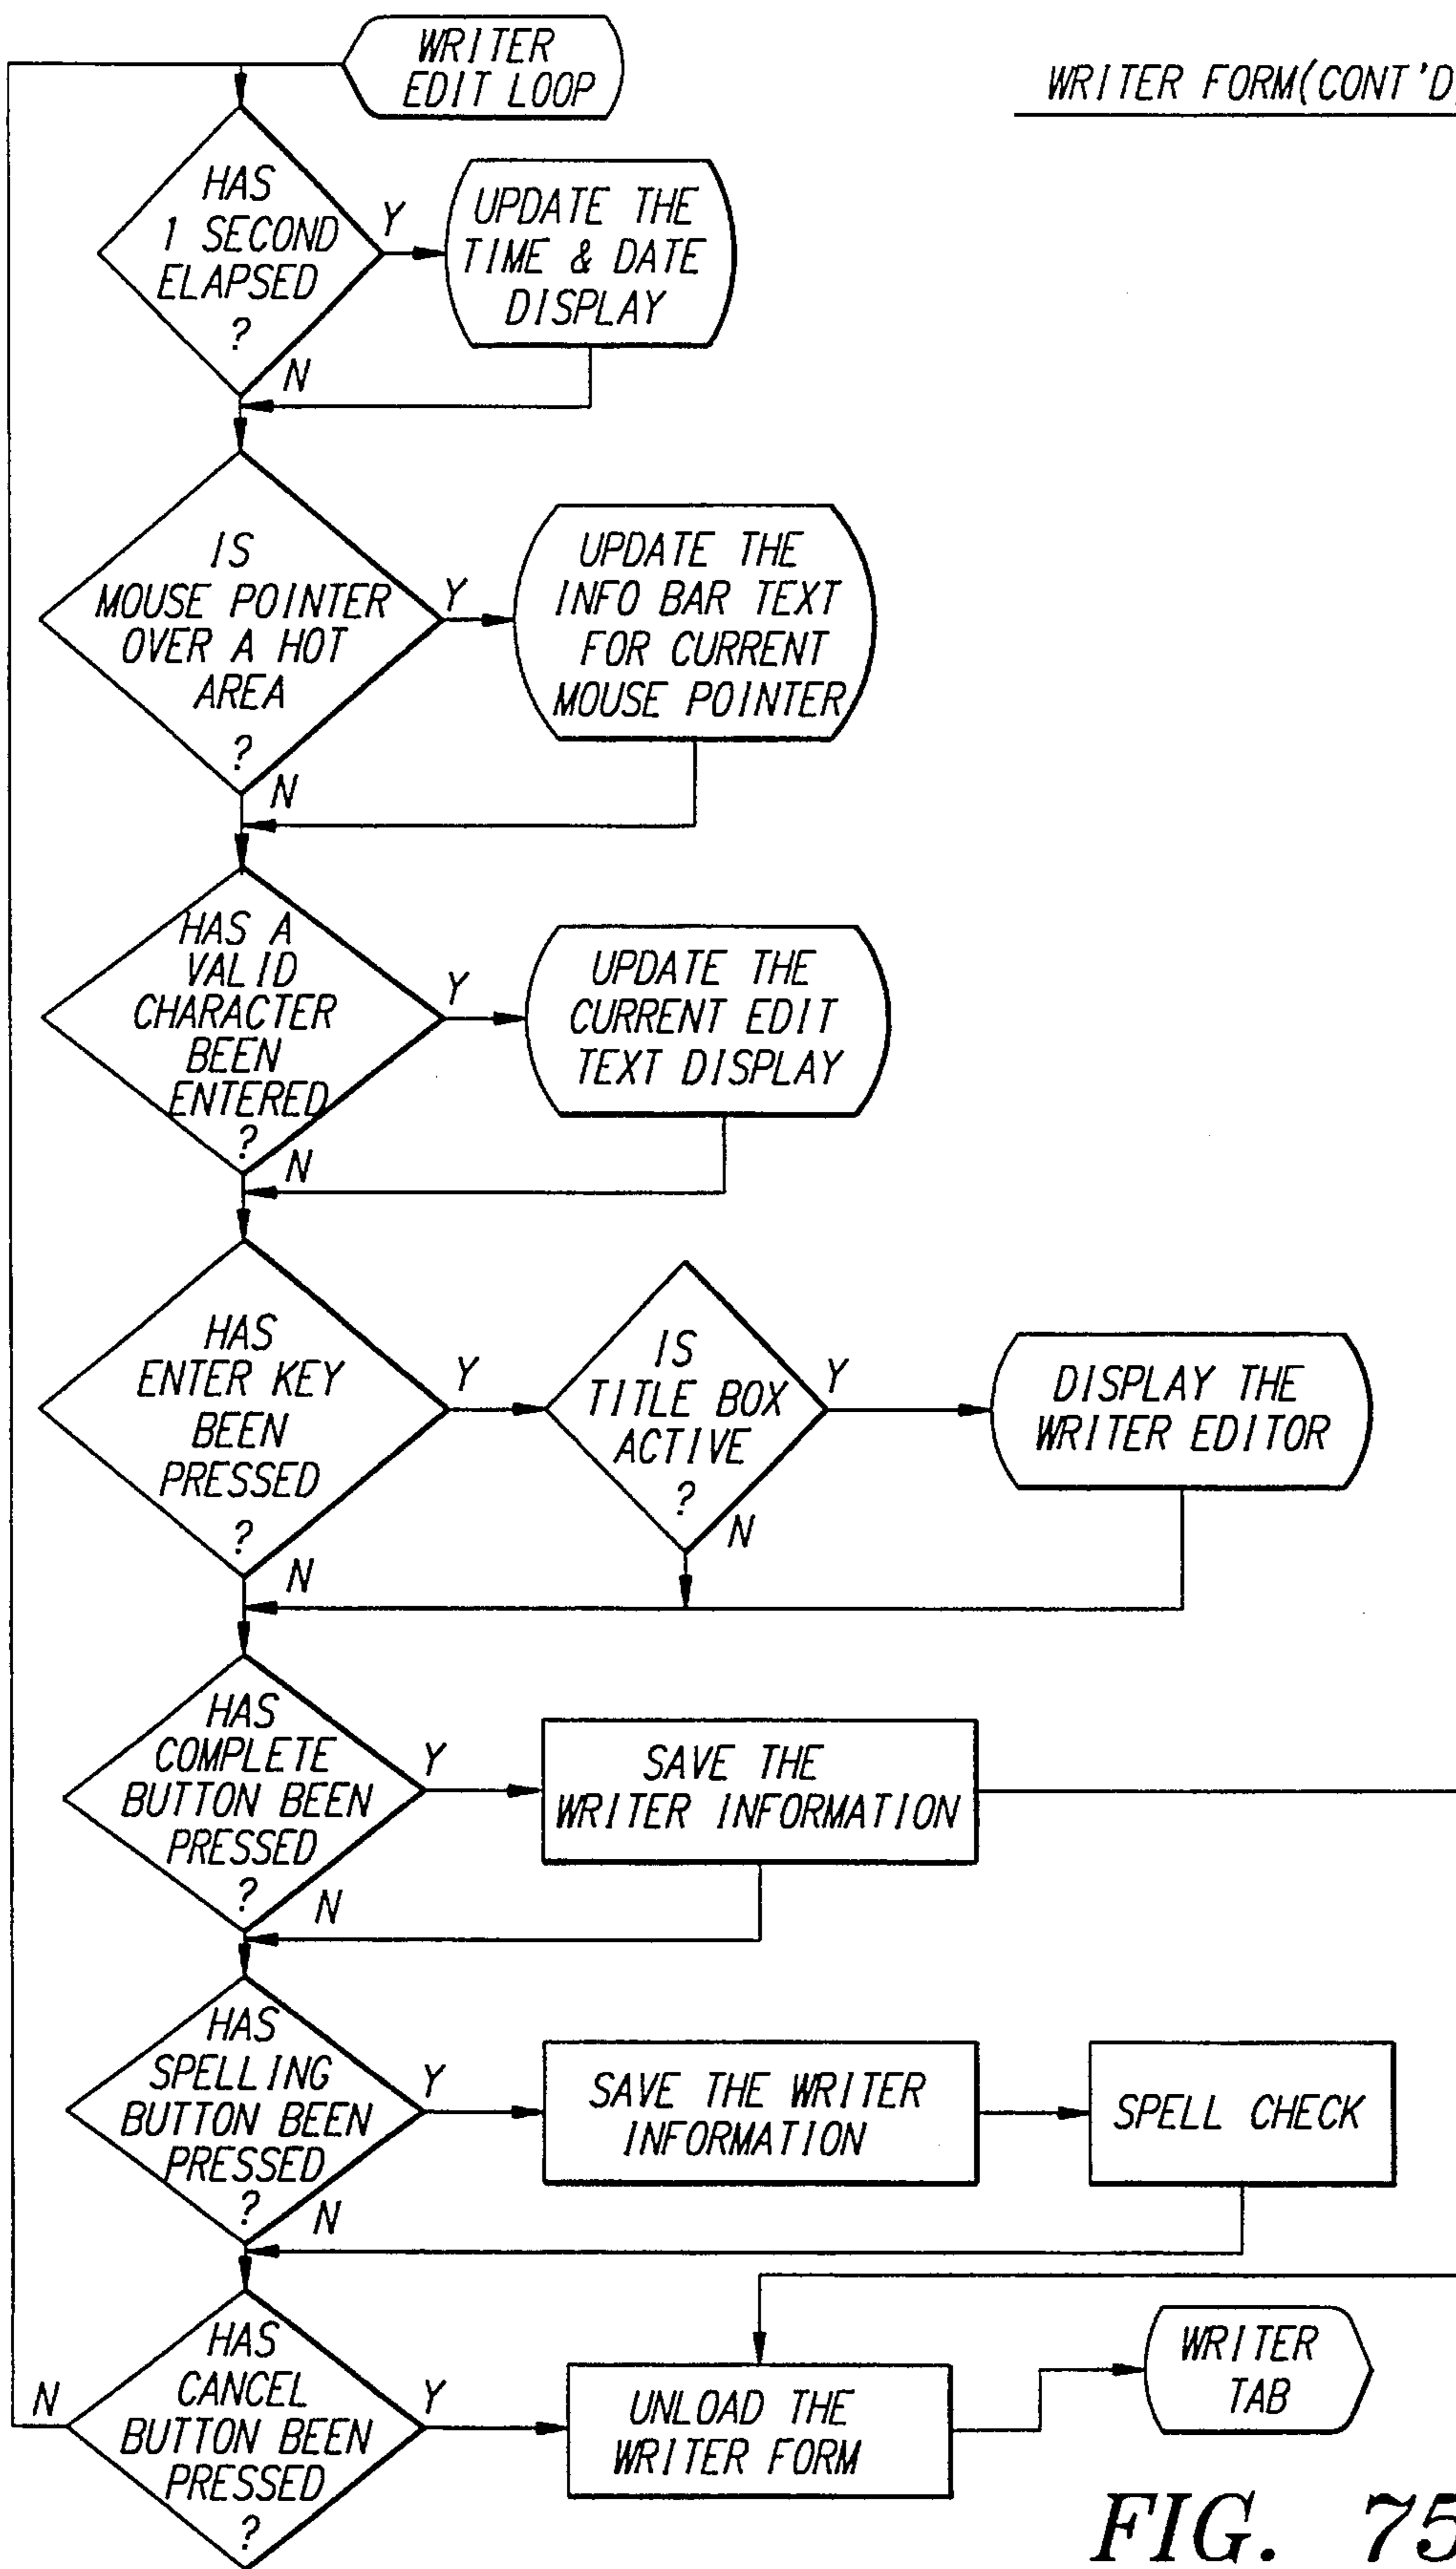 WRITER
EDIT LOOP
WRITER FORM(CONT'D
HAS
1 SECOND
ELAPSED
?
Y
N
UPDATE THE
TIME & DATE
DISPLAY
IS
MOUSE POINTER
OVER A HOT
AREA
?
Y
N
UPDATE THE
INFO BAR TEXT
FOR CURRENT
MOUSE POINTER
HAS A
VALID
CHARACTER
BEEN
ENTERED
?
Y
N
UPDATE THE
CURRENT EDIT
TEXT DISPLAY
HAS
ENTER KEY
BEEN
PRESSED
?
Y
N
IS
TITLE BOX
ACTIVE
?
Y
N
DISPLAY THE
WRITER EDITOR
HAS
COMPLETE
BUTTON BEEN
PRESSED
?
Y
N
SAVE THE
WRITER INFORMATION
HAS
SPELLING
BUTTON BEEN
PRESSED
?
Y
N
SAVE THE WRITER
INFORMATION
SPELL CHECK
HAS
CANCEL
BUTTON BEEN
PRESSED
?
N
Y
UNLOAD THE
WRITER FORM
WRITER
TAB
FIG. 75